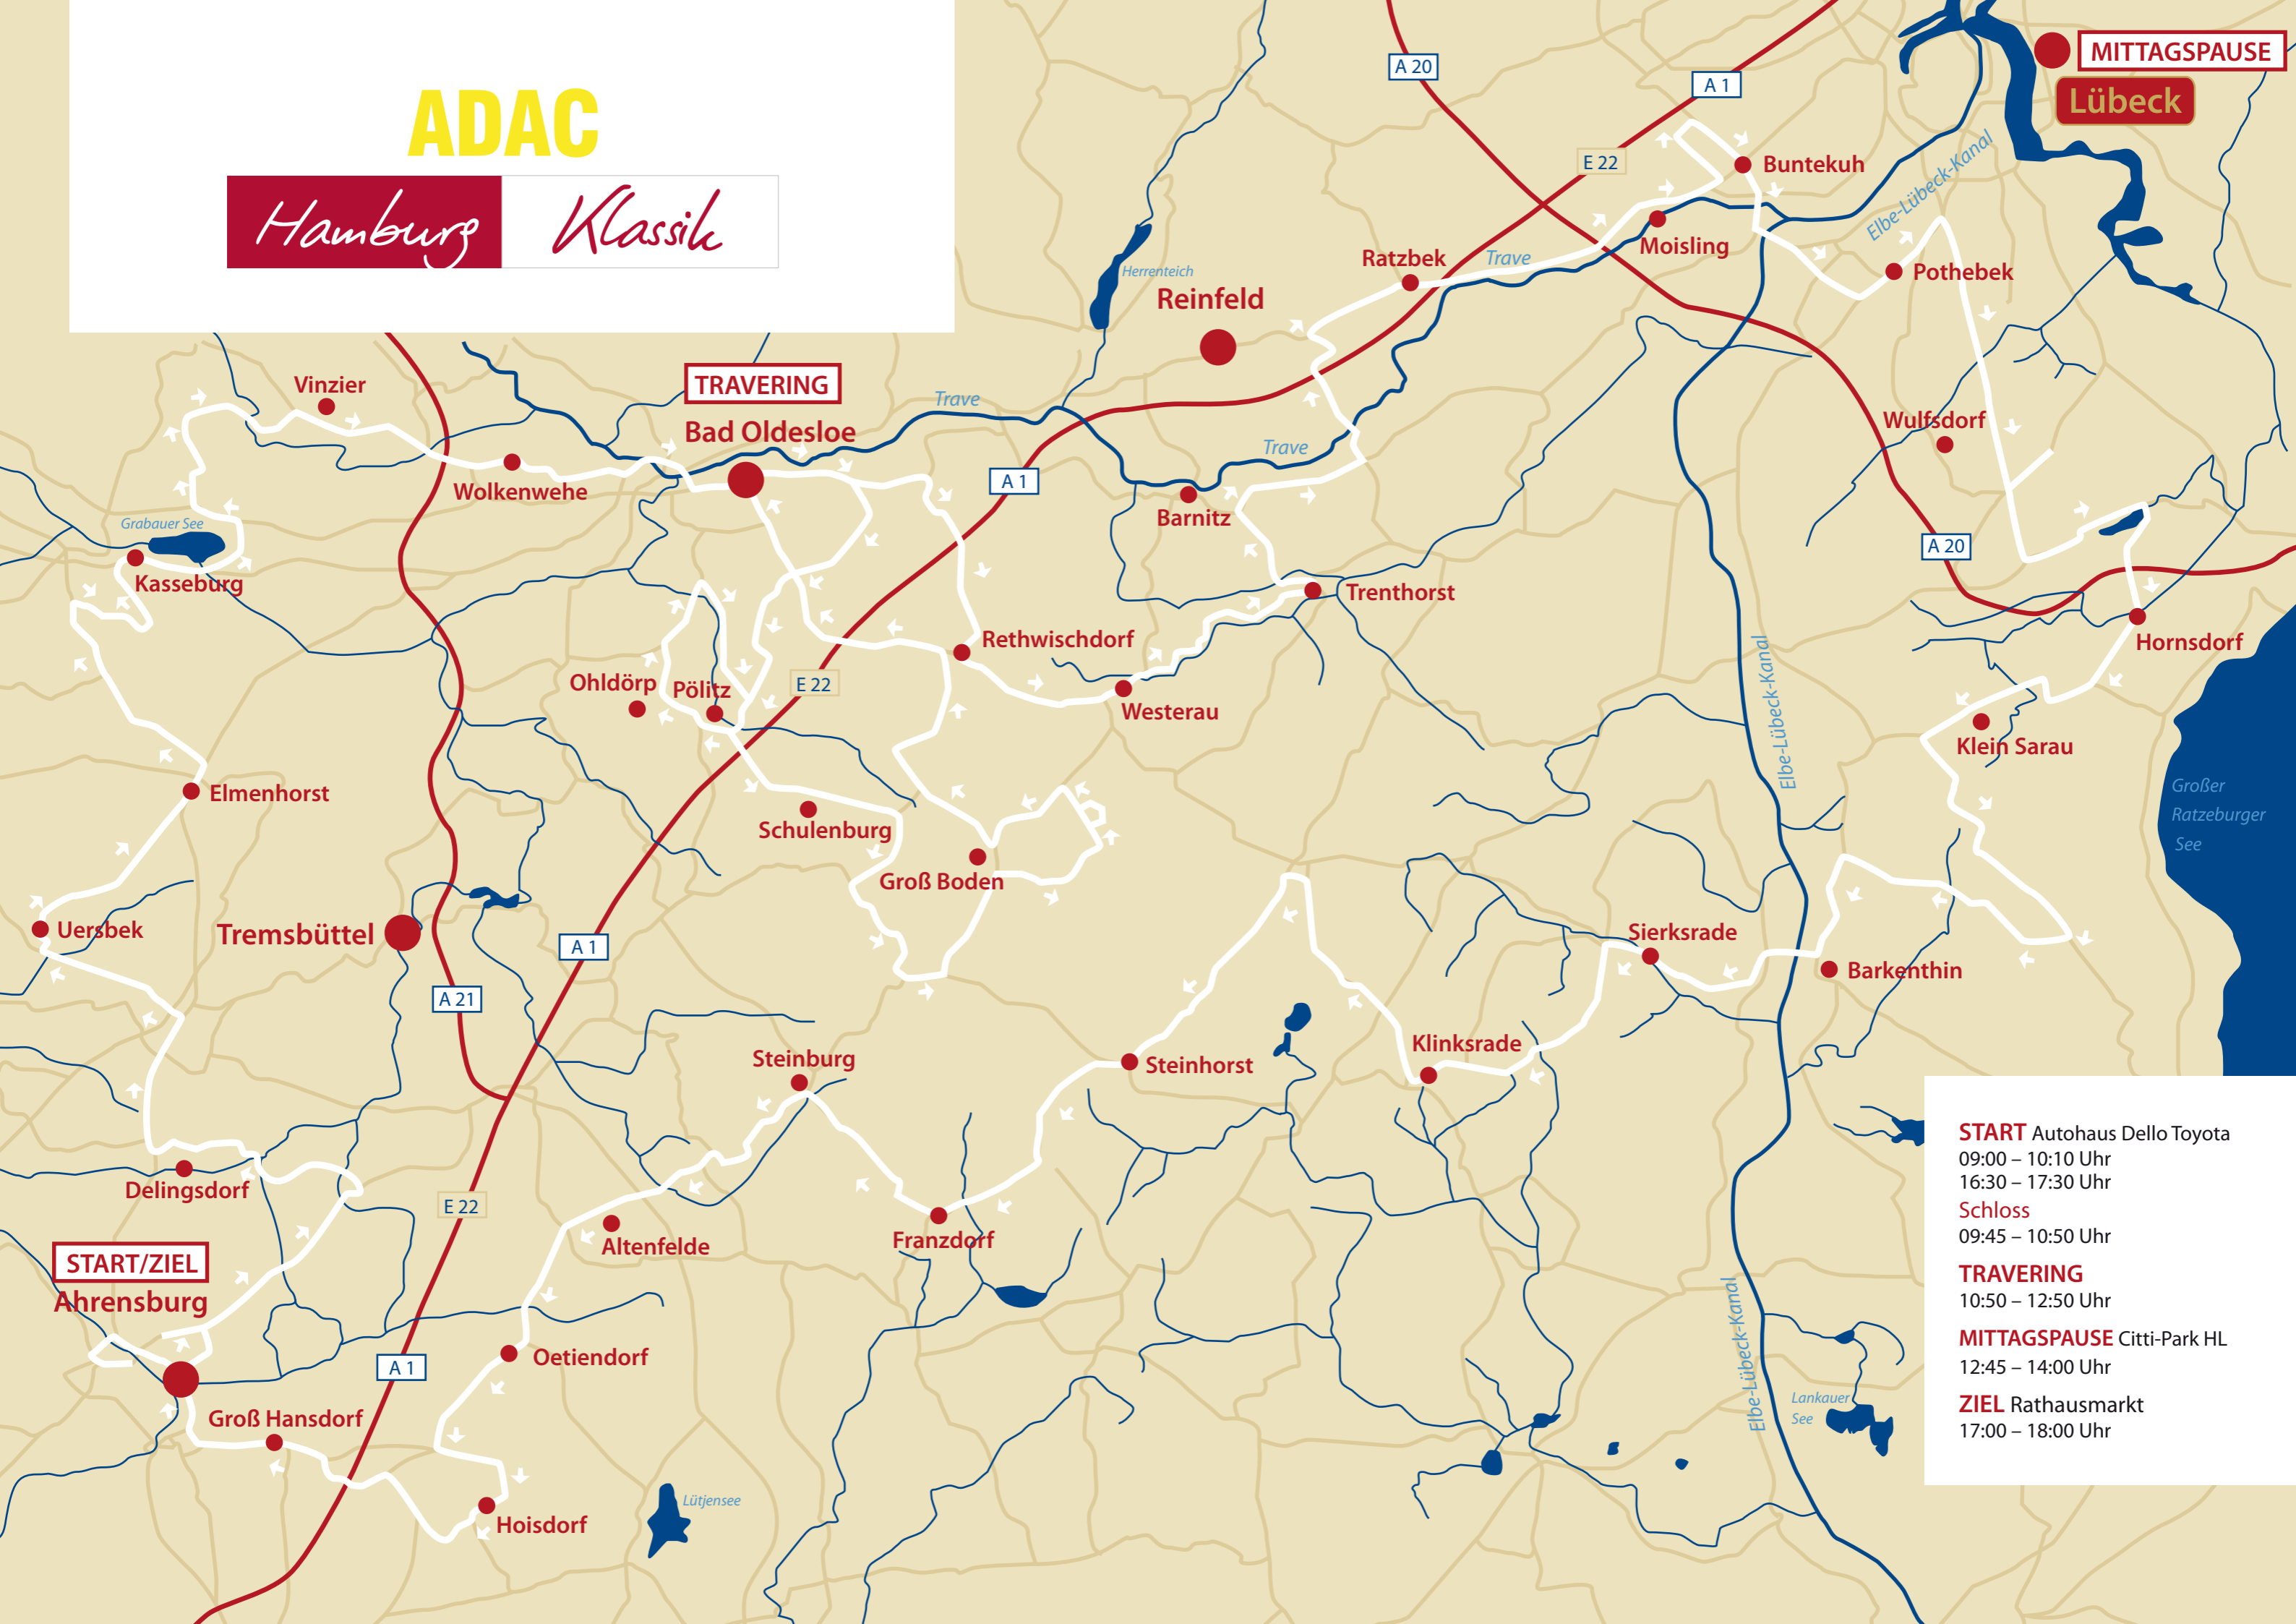 ADAC
Hamburg Klassik
A 20
A 1
MITTAGSPAUSE
Lübeck
E 22
Buntekuh
Elbe-Lübeck-Kanal
Moisling
Ratzbek
Trave
Pothebek
Herrenteich
Reinfeld
Vinzier
TRAVERING
Bad Oldesloe
Trave
Trave
Wulfsdorf
Wolkenwehe
A 1
Barnitz
Grabauer See
A 20
Kasseburg
Trenthorst
Rethwischdorf
Hornsdorf
Ohldörp
Pölitz
E 22
Westerau
Elbe-Lübeck-Kanal
Klein Sarau
Elmenhorst
Schulenburg
Großer
Ratzeburger
See
Groß Boden
Uersbek
Tremsbüttel
A 1
Sierksrade
Barkenthin
A 21
Steinburg
Steinhorst
Klinksrade
Delingsdorf
E 22
Altenfelde
Franzdorf
START/ZIEL
Ahrensburg
Oetiendorf
A 1
Elbe-Lübeck-Kanal
Lankauer
See
Groß Hansdorf
Lütjensee
Hoisdorf
START Autohaus Dello Toyota
09:00 – 10:10 Uhr
16:30 – 17:30 Uhr
Schloss
09:45 – 10:50 Uhr
TRAVERING
10:50 – 12:50 Uhr
MITTAGSPAUSE Citti-Park HL
12:45 – 14:00 Uhr
ZIEL Rathausmarkt
17:00 – 18:00 Uhr